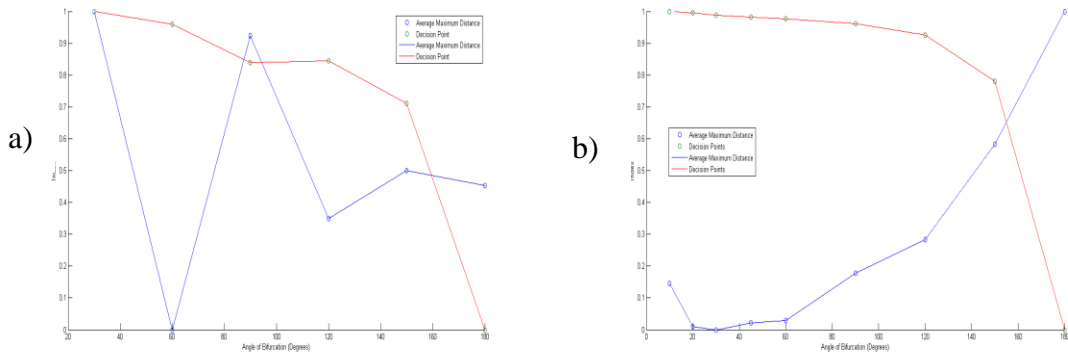 a)
1
0.9
0.8
0.7
0.6
0.5
0.4
0.3
0.2
0.1
0
20 40 60 80 100 120 140 160 180
Angle of Bifurcation (Degrees)
Average Maximum Distance
Decision Point
Average Maximum Distance
Decision Point
b)
1
0.9
0.8
0.7
0.6
0.5
0.4
0.3
0.2
0.1
0
0 20 40 60 80 100 120 140 160 180
Angle of Bifurcation (Degrees)
Average Maximum Distance
Decision Points
Average Maximum Distance
Decision Points